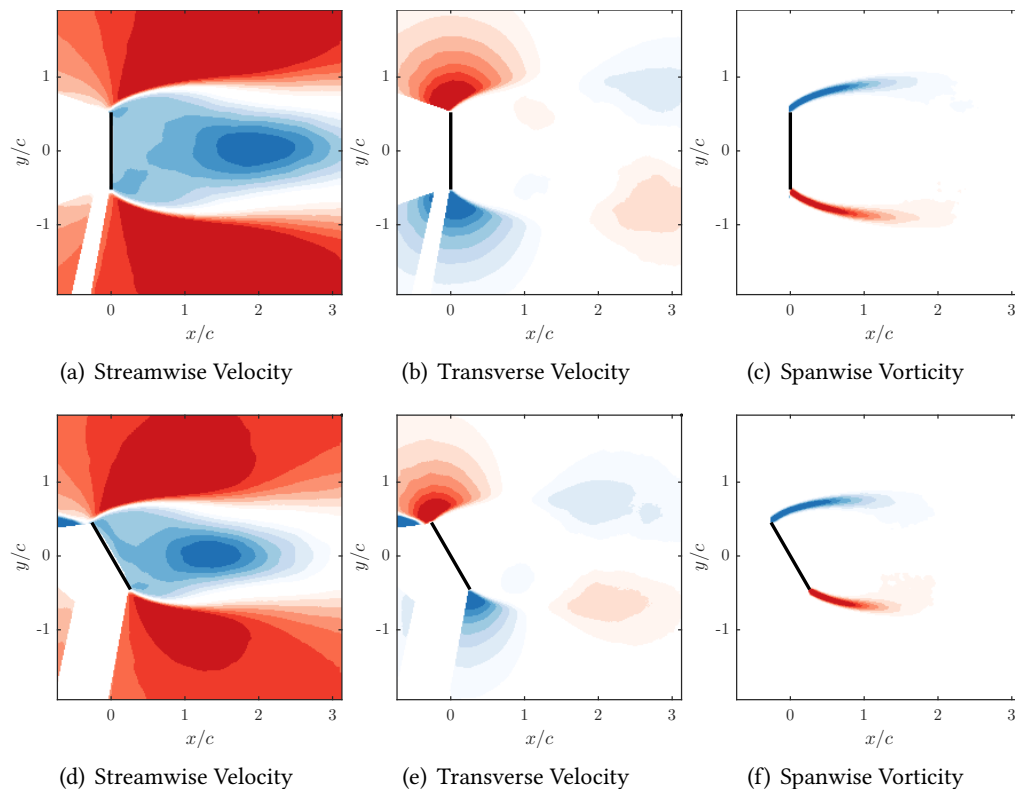 y/c
1
0
-1
0
1
2
3
x/c
y/c
1
0
-1
0
1
2
3
x/c
y/c
1
0
-1
0
1
2
3
x/c
(a) Streamwise Velocity
(b) Transverse Velocity
(c) Spanwise Vorticity
y/c
1
0
-1
0
1
2
3
x/c
y/c
1
0
-1
0
1
2
3
x/c
y/c
1
0
-1
0
1
2
3
x/c
(d) Streamwise Velocity
(e) Transverse Velocity
(f) Spanwise Vorticity